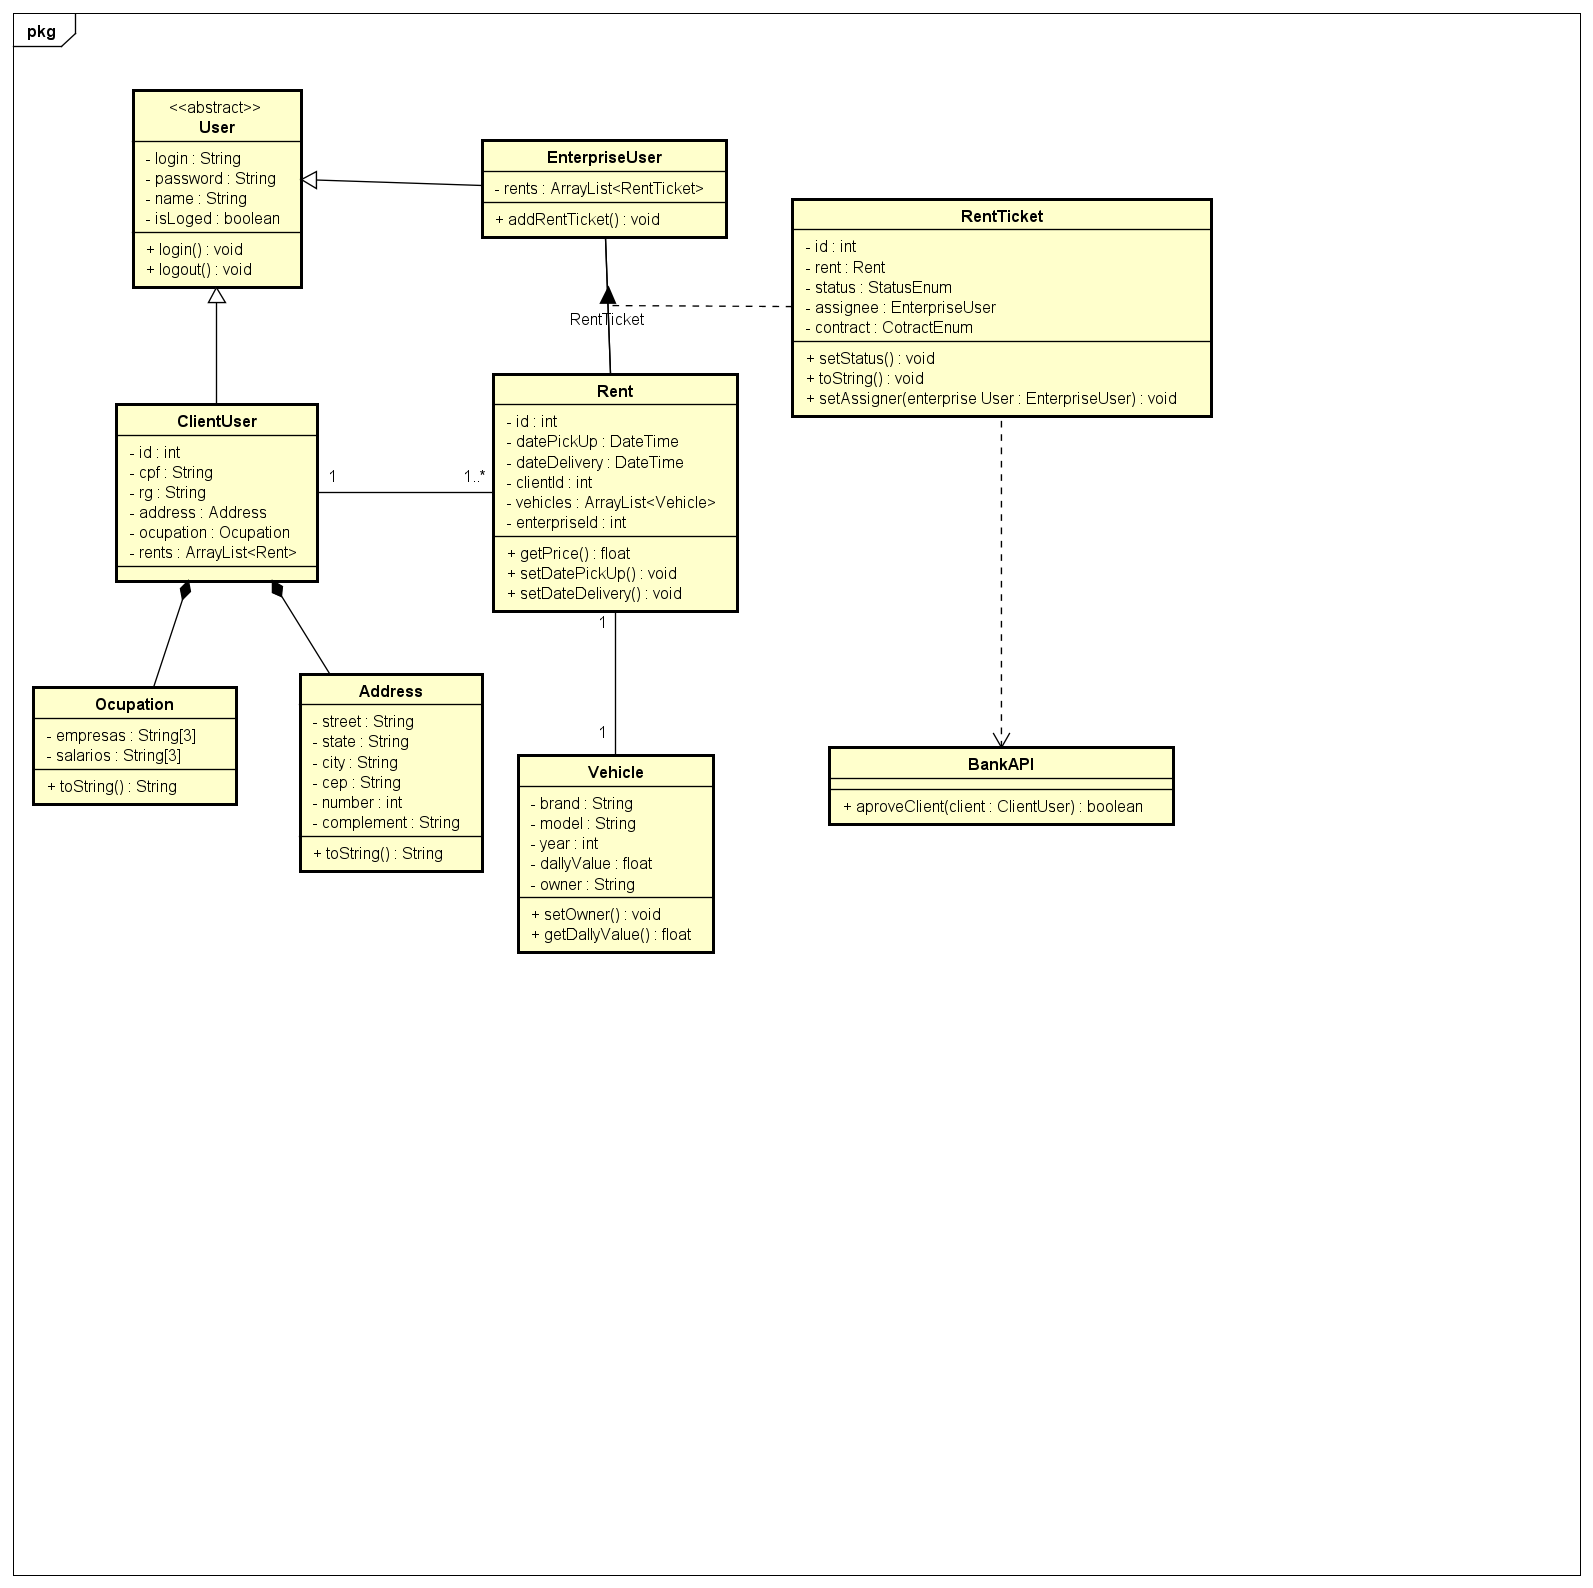 pkg
<<abstract>>
User
- login : String
- password : String
- name : String
- isLoged : boolean
+ login() : void
+ logout() : void
EnterpriseUser
- rents : ArrayList<RentTicket>
+ addRentTicket() : void
RentTicket
- id : int
- rent : Rent
- status : StatusEnum
- assignee : EnterpriseUser
- contract : CotractEnum
+ setStatus() : void
+ toString() : void
+ setAssigner(enterprise User : EnterpriseUser) : void
RentTicket
ClientUser
- id : int
- cpf : String
- rg : String
- address : Address
- ocupation : Ocupation
- rents : ArrayList<Rent>
1
1..*
Rent
- id : int
- datePickUp : DateTime
- dateDelivery : DateTime
- clientId : int
- vehicles : ArrayList<Vehicle>
- enterpriseId : int
+ getPrice() : float
+ setDatePickUp() : void
+ setDateDelivery() : void
1
1
Ocupation
- empresas : String[3]
- salarios : String[3]
+ toString() : String
Address
- street : String
- state : String
- city : String
- cep : String
- number : int
- complement : String
+ toString() : String
Vehicle
- brand : String
- model : String
- year : int
- dallyValue : float
- owner : String
+ setOwner() : void
+ getDallyValue() : float
BankAPI
+ aproveClient(client : ClientUser) : boolean